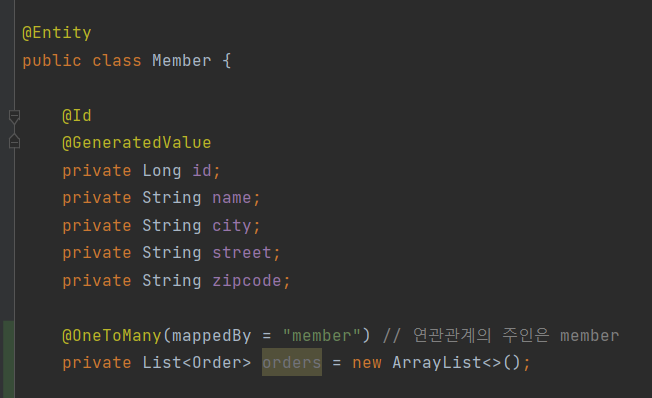 @Entity
public class Member {
@Id
@GeneratedValue
private Long id;
private String name;
private String city;
private String street;
private String zipcode;
@OneToMany(mappedBy = "member") // 연관관계의 주인은 member
private List<Order> orders = new ArrayList<>();